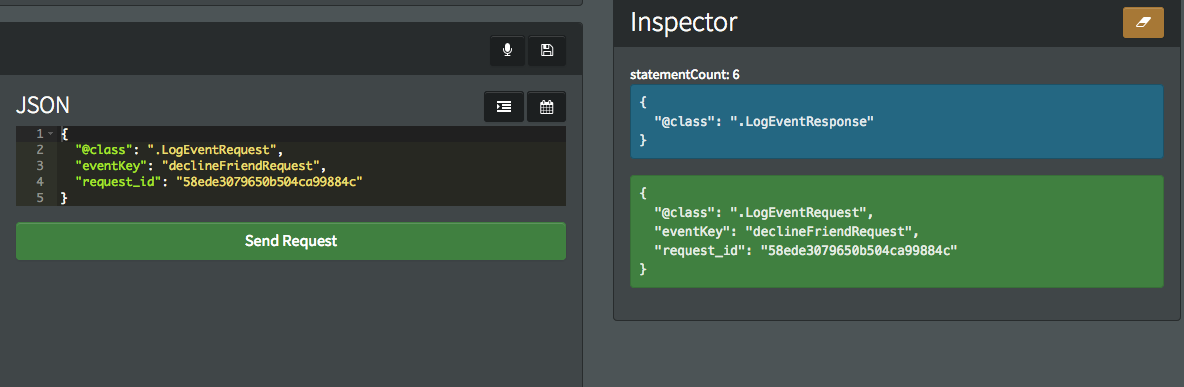 JSON
1 {
2 "@class": ".LogEventRequest",
3 "eventKey": "declineFriendRequest",
4 "request_id": "58ede3079650b504ca99884c"
5 }
Send Request
Inspector
statementCount: 6
{
"@class": ".LogEventResponse"
}
{
"@class": ".LogEventRequest",
"eventKey": "declineFriendRequest",
"request_id": "58ede3079650b504ca99884c"
}